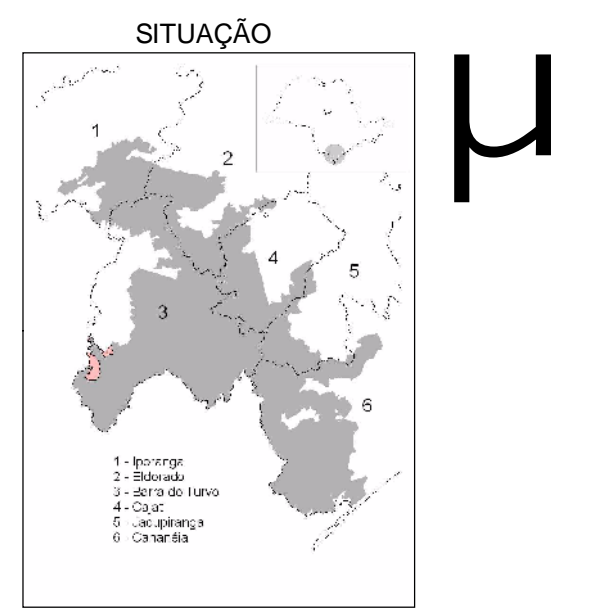 SITUAÇÃO
µ
1
2
4
5
3
6
1 - Iporanga
2 - Eldorado
3 - Barra do Turvo
4 - Cajati
5 - Jacupiranga
6 - Cananéia